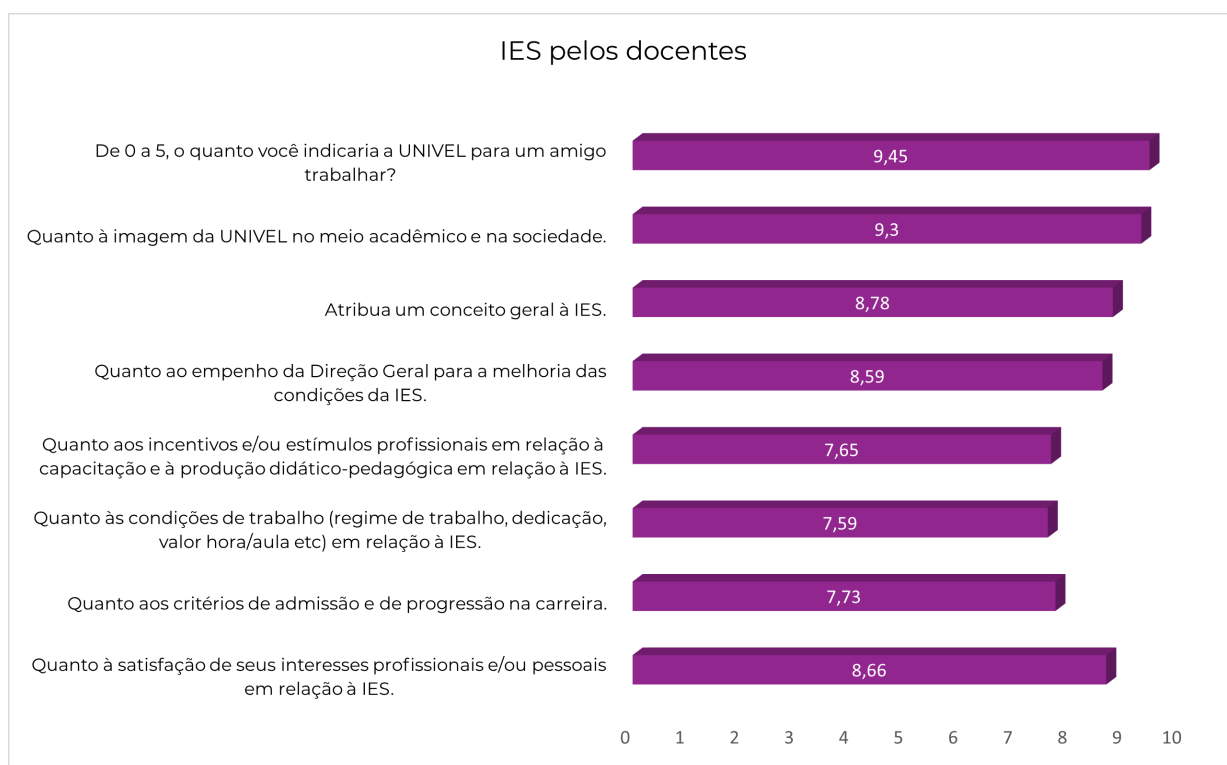 IES pelos docentes
De 0 a 5, o quanto você indicaria a UNIVEL para um amigo
trabalhar?
9,45
Quanto à imagem da UNIVEL no meio acadêmico e na sociedade.
9,3
Atribua um conceito geral à IES.
8,78
Quanto ao empenho da Direção Geral para a melhoria das
condições da IES.
8,59
Quanto aos incentivos e/ou estímulos profissionais em relação à
capacitação e à produção didático-pedagógica em relação à IES.
7,65
Quanto às condições de trabalho (regime de trabalho, dedicação,
valor hora/aula etc) em relação à IES.
7,59
Quanto aos critérios de admissão e de progressão na carreira.
7,73
Quanto à satisfação de seus interesses profissionais e/ou pessoais
em relação à IES.
8,66
0 1 2 3 4 5 6 7 8 9 10